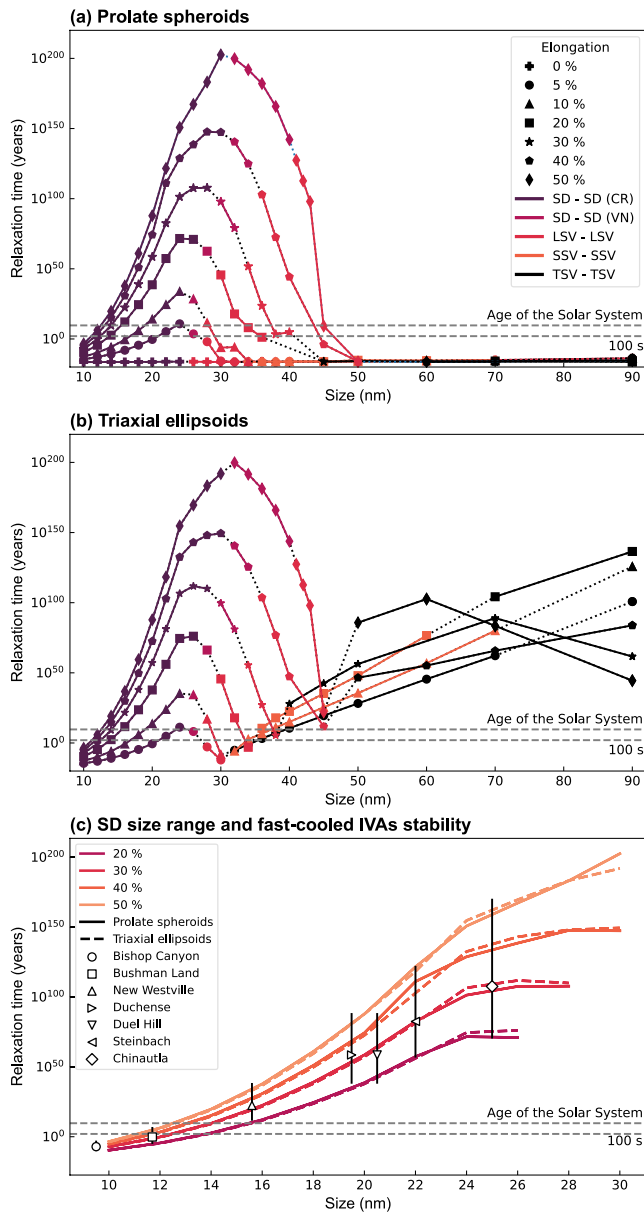 (a) Prolate spheroids
Relaxation time (years)
10^200
10^150
10^100
10^50
10^0
Elongation
0 %
5 %
10 %
20 %
30 %
40 %
50 %
SD - SD (CR)
SD - SD (VN)
LSV - LSV
SSV - SSV
TSV - TSV
Age of the Solar System
100 s
10 20 30 40 50 60 70 80 90
Size (nm)
(b) Triaxial ellipsoids
Relaxation time (years)
10^200
10^150
10^100
10^50
10^0
Age of the Solar System
100 s
10 20 30 40 50 60 70 80 90
Size (nm)
(c) SD size range and fast-cooled IVAs stability
Relaxation time (years)
10^200
10^150
10^100
10^50
10^0
20 %
30 %
40 %
50 %
Prolate spheroids
Triaxial ellipsoids
Bishop Canyon
Bushman Land
New Westville
Duchense
Duel Hill
Steinbach
Chinautla
Age of the Solar System
100 s
10 12 14 16 18 20 22 24 26 28 30
Size (nm)